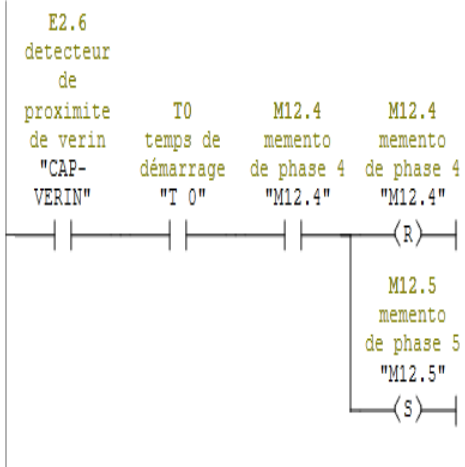 E2.6
detecteur
de
proximite
de verin
"CAP-
VERIN"
T0
temps de
démarrage
"T 0"
M12.4
memento
de phase 4
"M12.4"
M12.4
memento
de phase 4
"M12.4"
R
M12.5
memento
de phase 5
"M12.5"
S